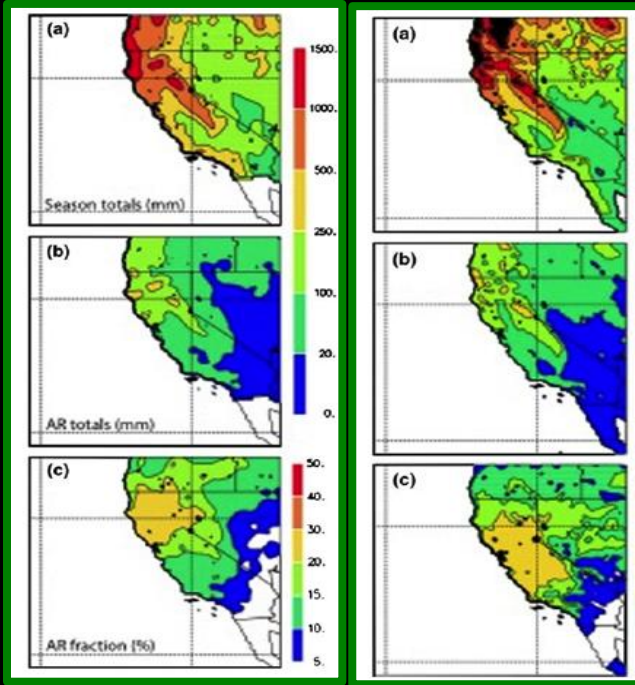 (a)
Season totals (mm)
1500.
1000.
500.
250.
100.
20.
0.
(b)
AR totals (mm)
(c)
AR fraction (%)
50.
40.
30.
20.
15.
10.
5.
(a)
(b)
(c)